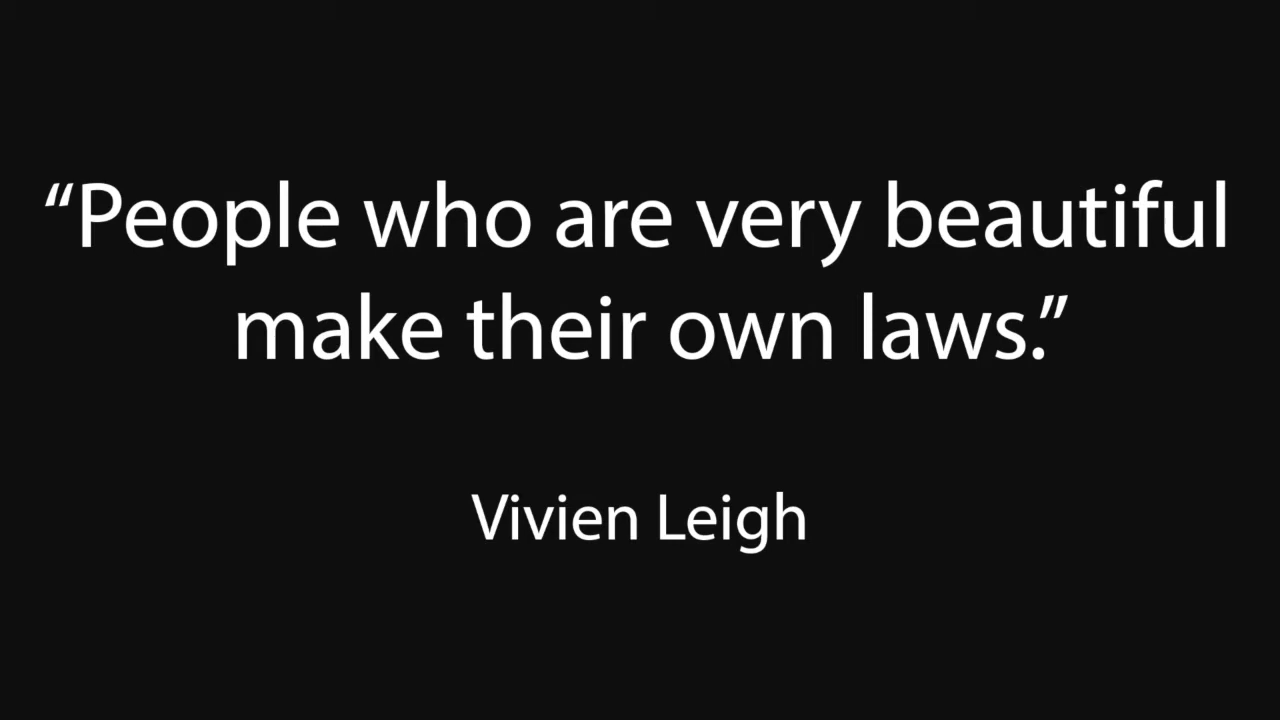 “People who are very beautiful
make their own laws.”
Vivien Leigh